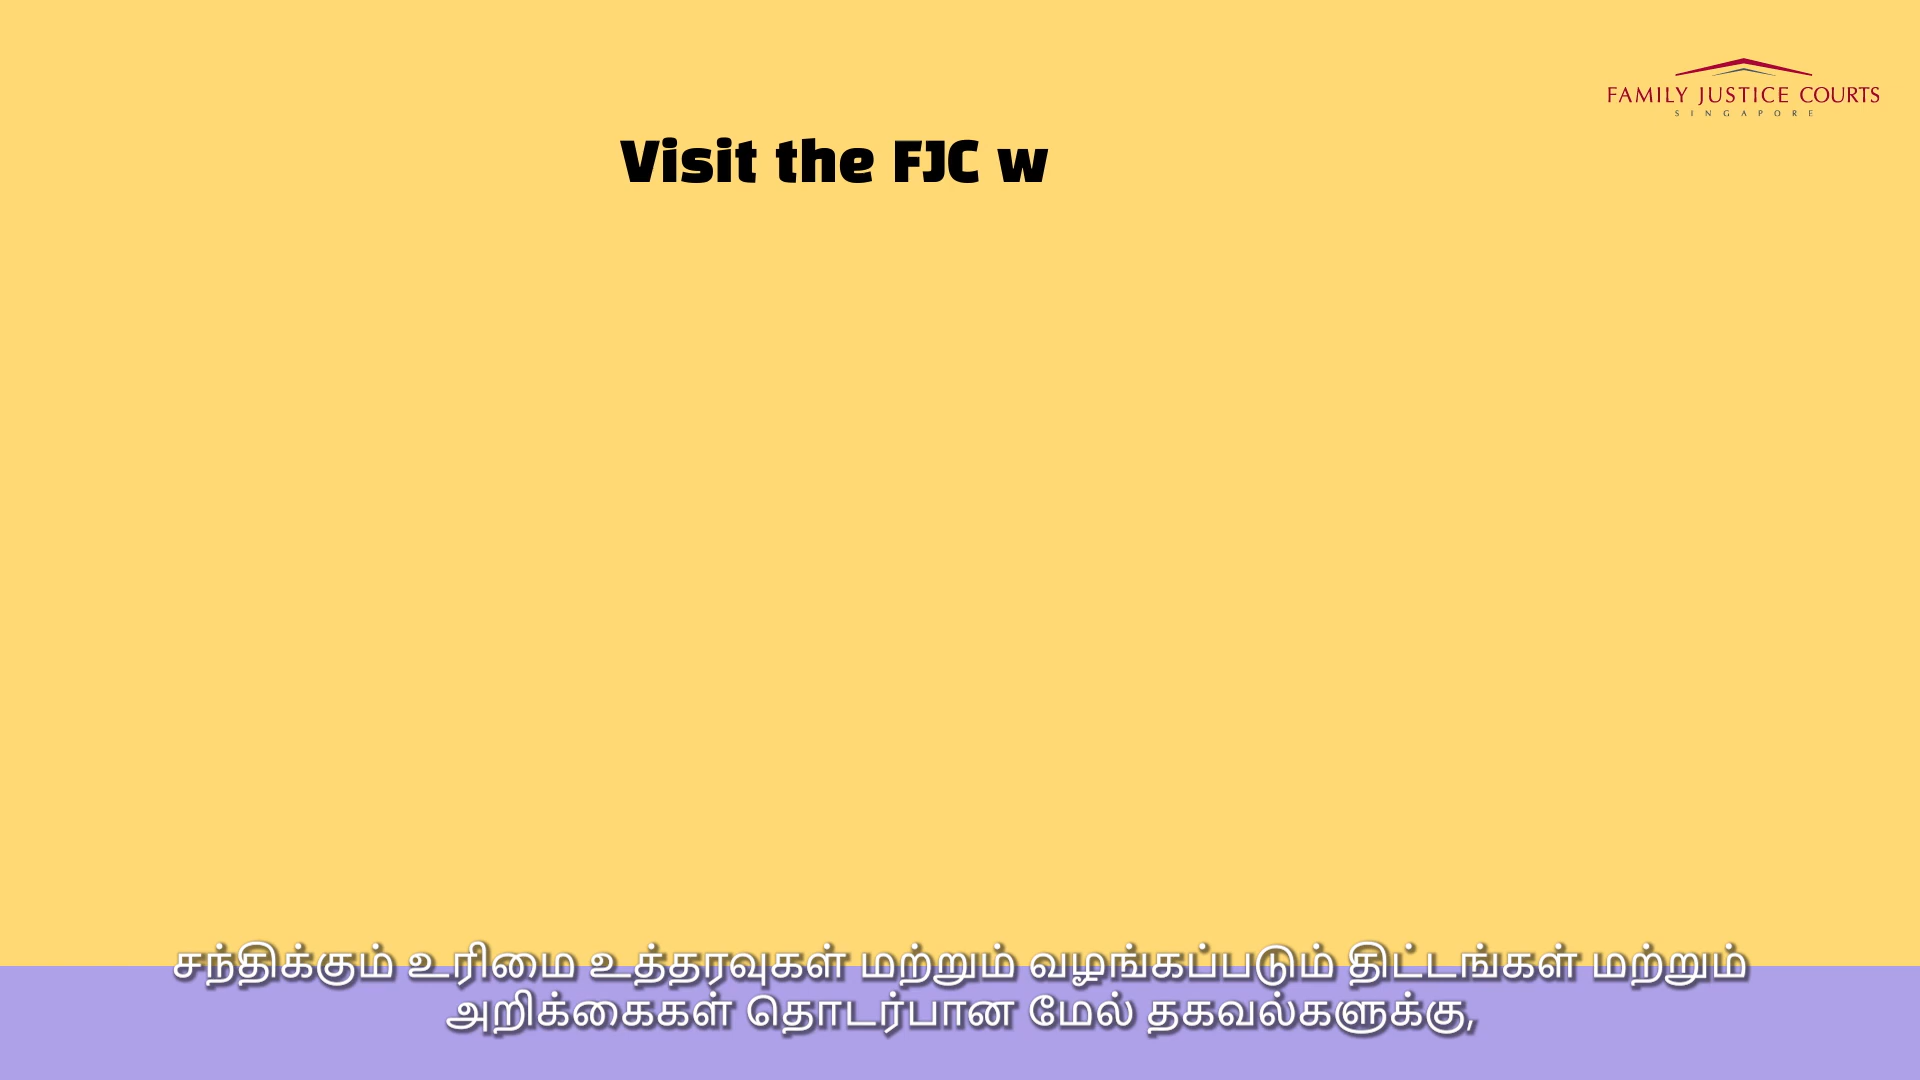 FAMILY JUSTICE COURTS
SINGAPORE
Visit the FJC w
சந்திக்கும் உரிமை உத்தரவுகள் மற்றும் வழங்கப்படும் திட்டங்கள் மற்றும்
அறிக்கைகள் தொடர்பான மேல் தகவல்களுக்கு,